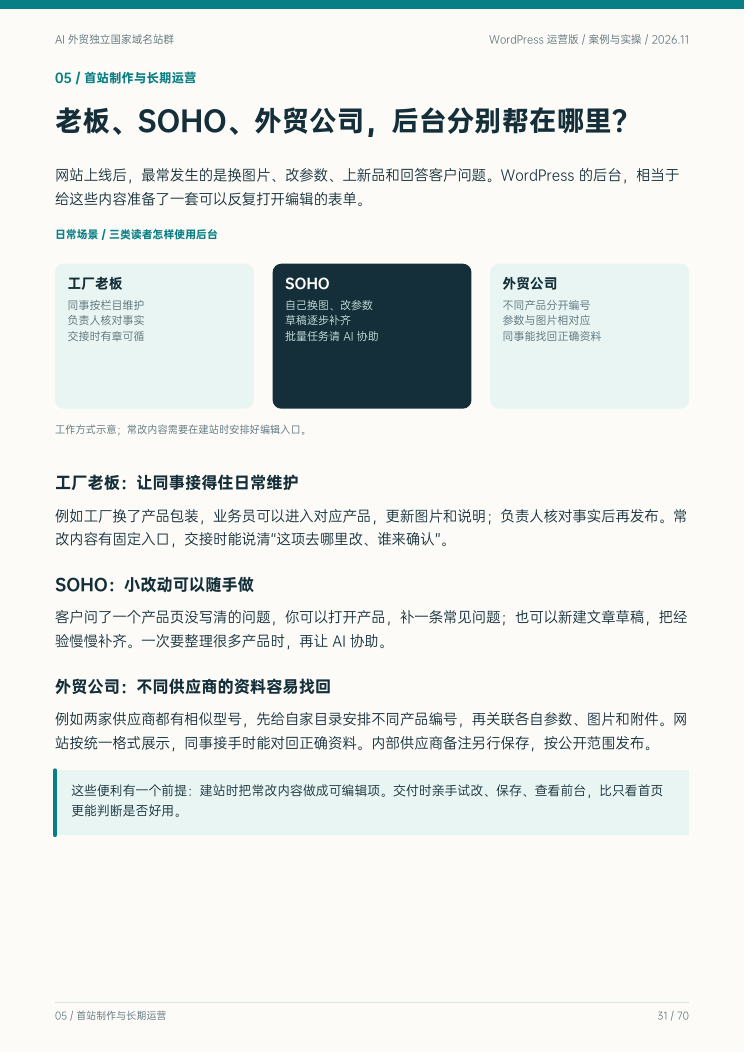 AI 外贸独立国家域名站群
WordPress 运营版 / 案例与实操 / 2026.11
05 / 首站制作与长期运营
老板、SOHO、外贸公司，后台分别帮在哪里？
网站上线后，最常发生的是换图片、改参数、上新品和回答客户问题。WordPress 的后台，相当于
给这些内容准备了一套可以反复打开编辑的表单。
日常场景 / 三类读者怎样使用后台
工厂老板
同事按栏目维护
负责人核对事实
交接时有章可循
SOHO
自己换图、改参数
草稿逐步补齐
批量任务请 AI 协助
外贸公司
不同产品分开编号
参数与图片相对应
同事能找回正确资料
工作方式示意；常改内容需要在建站时安排好编辑入口。
工厂老板：让同事接得住日常维护
例如工厂换了产品包装，业务员可以进入对应产品，更新图片和说明；负责人核对事实后再发布。常
改内容有固定入口，交接时能说清“这项去哪里改、谁来确认”。
SOHO：小改动可以随手做
客户问了一个产品页没写清的问题，你可以打开产品，补一条常见问题；也可以新建文章草稿，把经
验慢慢补齐。一次要整理很多产品时，再让 AI 协助。
外贸公司：不同供应商的资料容易找回
例如两家供应商都有相似型号，先给自家目录安排不同产品编号，再关联各自参数、图片和附件。网
站按统一格式展示，同事接手时能对回正确资料。内部供应商备注另行保存，按公开范围发布。
这些便利有一个前提：建站时把常改内容做成可编辑项。交付时亲手试改、保存、查看前台，比只看首页
更能判断是否好用。
05 / 首站制作与长期运营
31 / 70